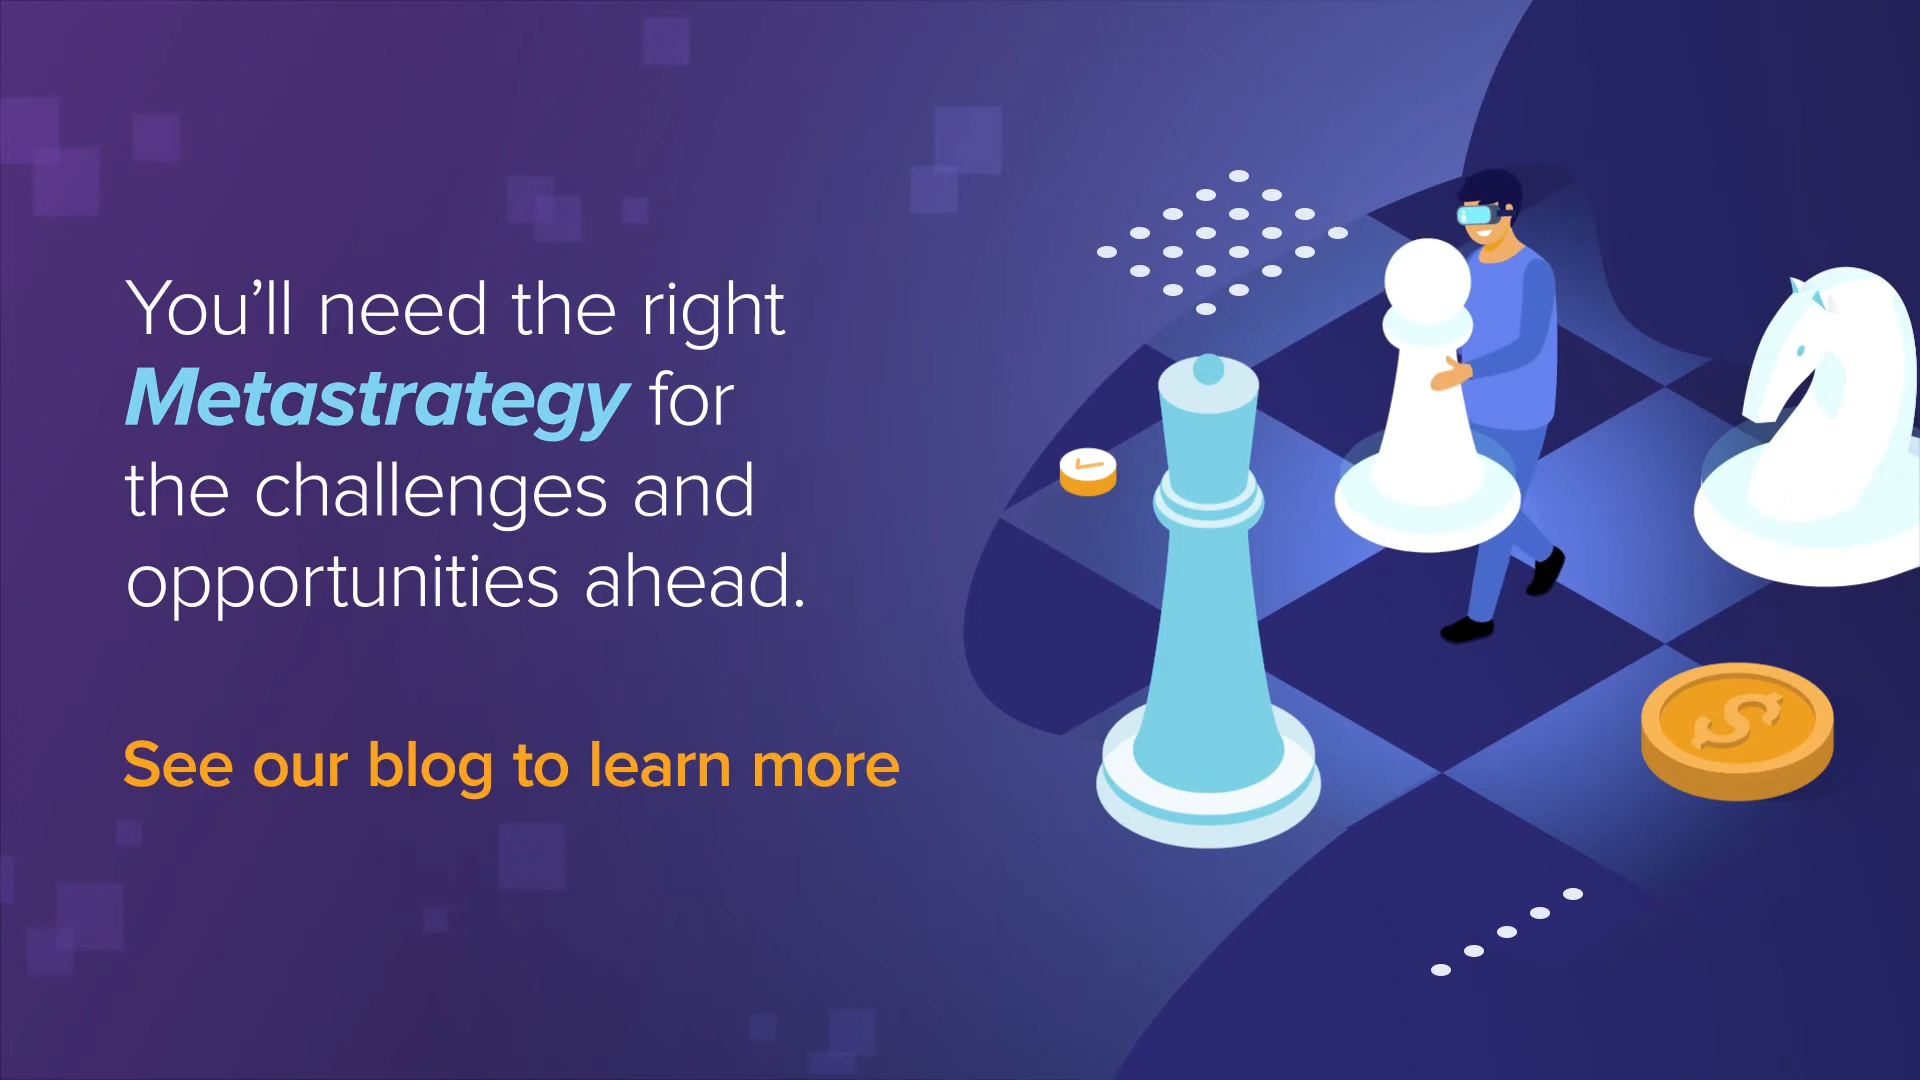 You’ll need the right
Metastrategy for
the challenges and
opportunities ahead.
See our blog to learn more